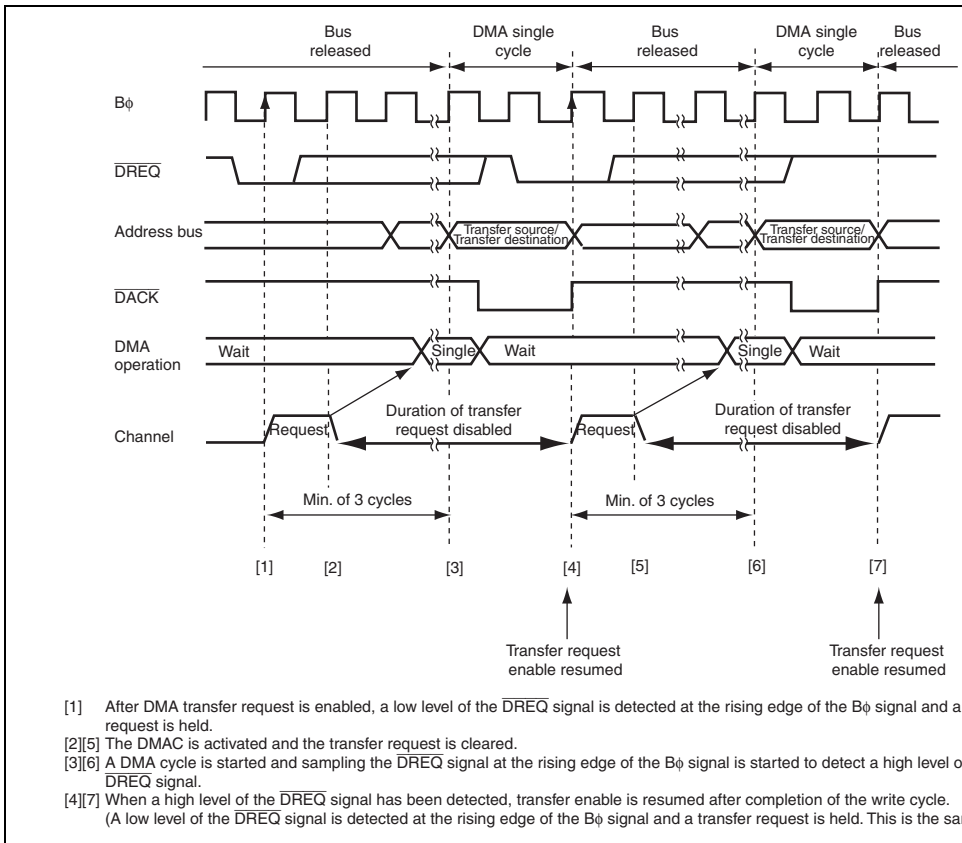 Bus released
DMA single cycle
Bus released
DMA single cycle
Bus released
Bφ
DREQ
Address bus
Transfer source/
Transfer destination
Transfer source/
Transfer destination
DACK
DMA operation
Wait
Single
Wait
Single
Wait
Channel
Request
Duration of transfer request disabled
Request
Duration of transfer request disabled
Min. of 3 cycles
Min. of 3 cycles
[1]
[2]
[3]
[4]
[5]
[6]
[7]
Transfer request enable resumed
Transfer request enable resumed
[1] After DMA transfer request is enabled, a low level of the DREQ signal is detected at the rising edge of the Bφ signal and a
request is held.
[2][5] The DMAC is activated and the transfer request is cleared.
[3][6] A DMA cycle is started and sampling the DREQ signal at the rising edge of the Bφ signal is started to detect a high level o
DREQ signal.
[4][7] When a high level of the DREQ signal has been detected, transfer enable is resumed after completion of the write cycle.
(A low level of the DREQ signal is detected at the rising edge of the Bφ signal and a transfer request is held. This is the sa